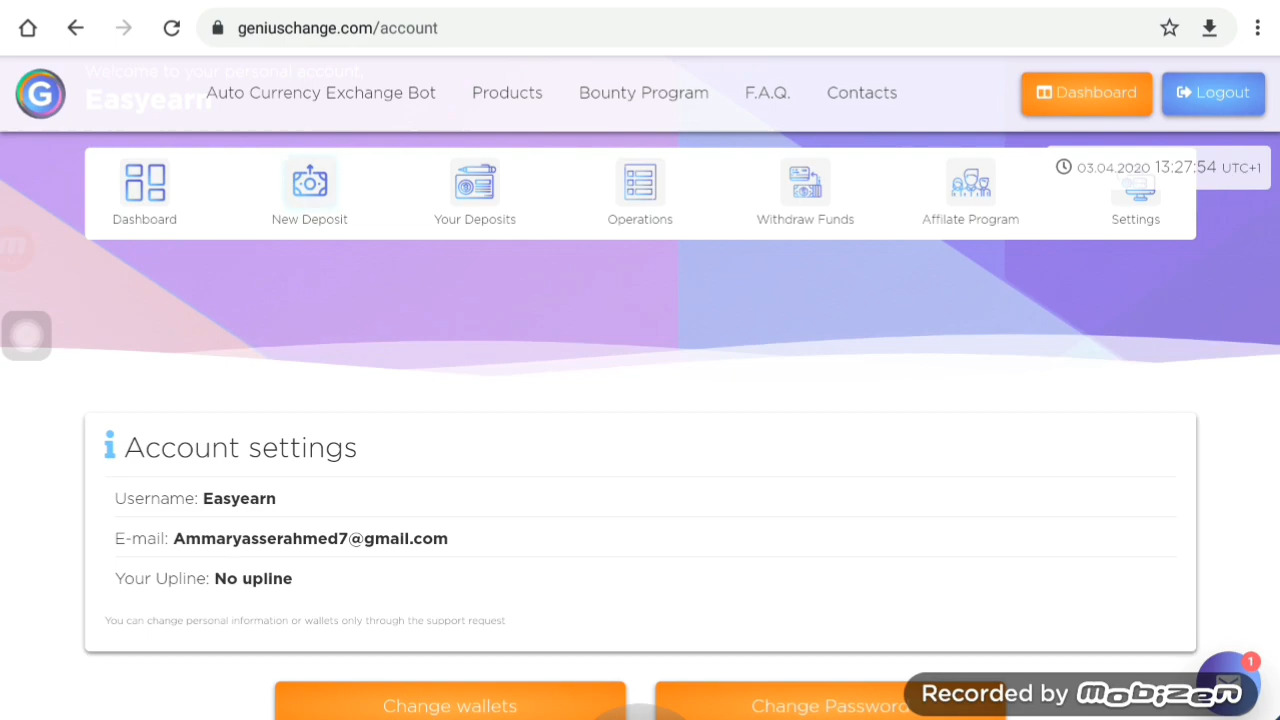 geniuschange.com/account
Welcome to your personal account,
Easyearn
G
Auto Currency Exchange Bot
Products
Bounty Program
F.A.Q.
Contacts
Dashboard
Logout
03.04.2020 13:27:54 UTC+1
Dashboard
New Deposit
Your Deposits
Operations
Withdraw Funds
Affilate Program
Settings
m
i Account settings
Username: Easyearn
E-mail: Ammaryasserahmed7@gmail.com
Your Upline: No upline
You can change personal information or wallets only through the support request
1
Change wallets
Change Password
Recorded by mobizen